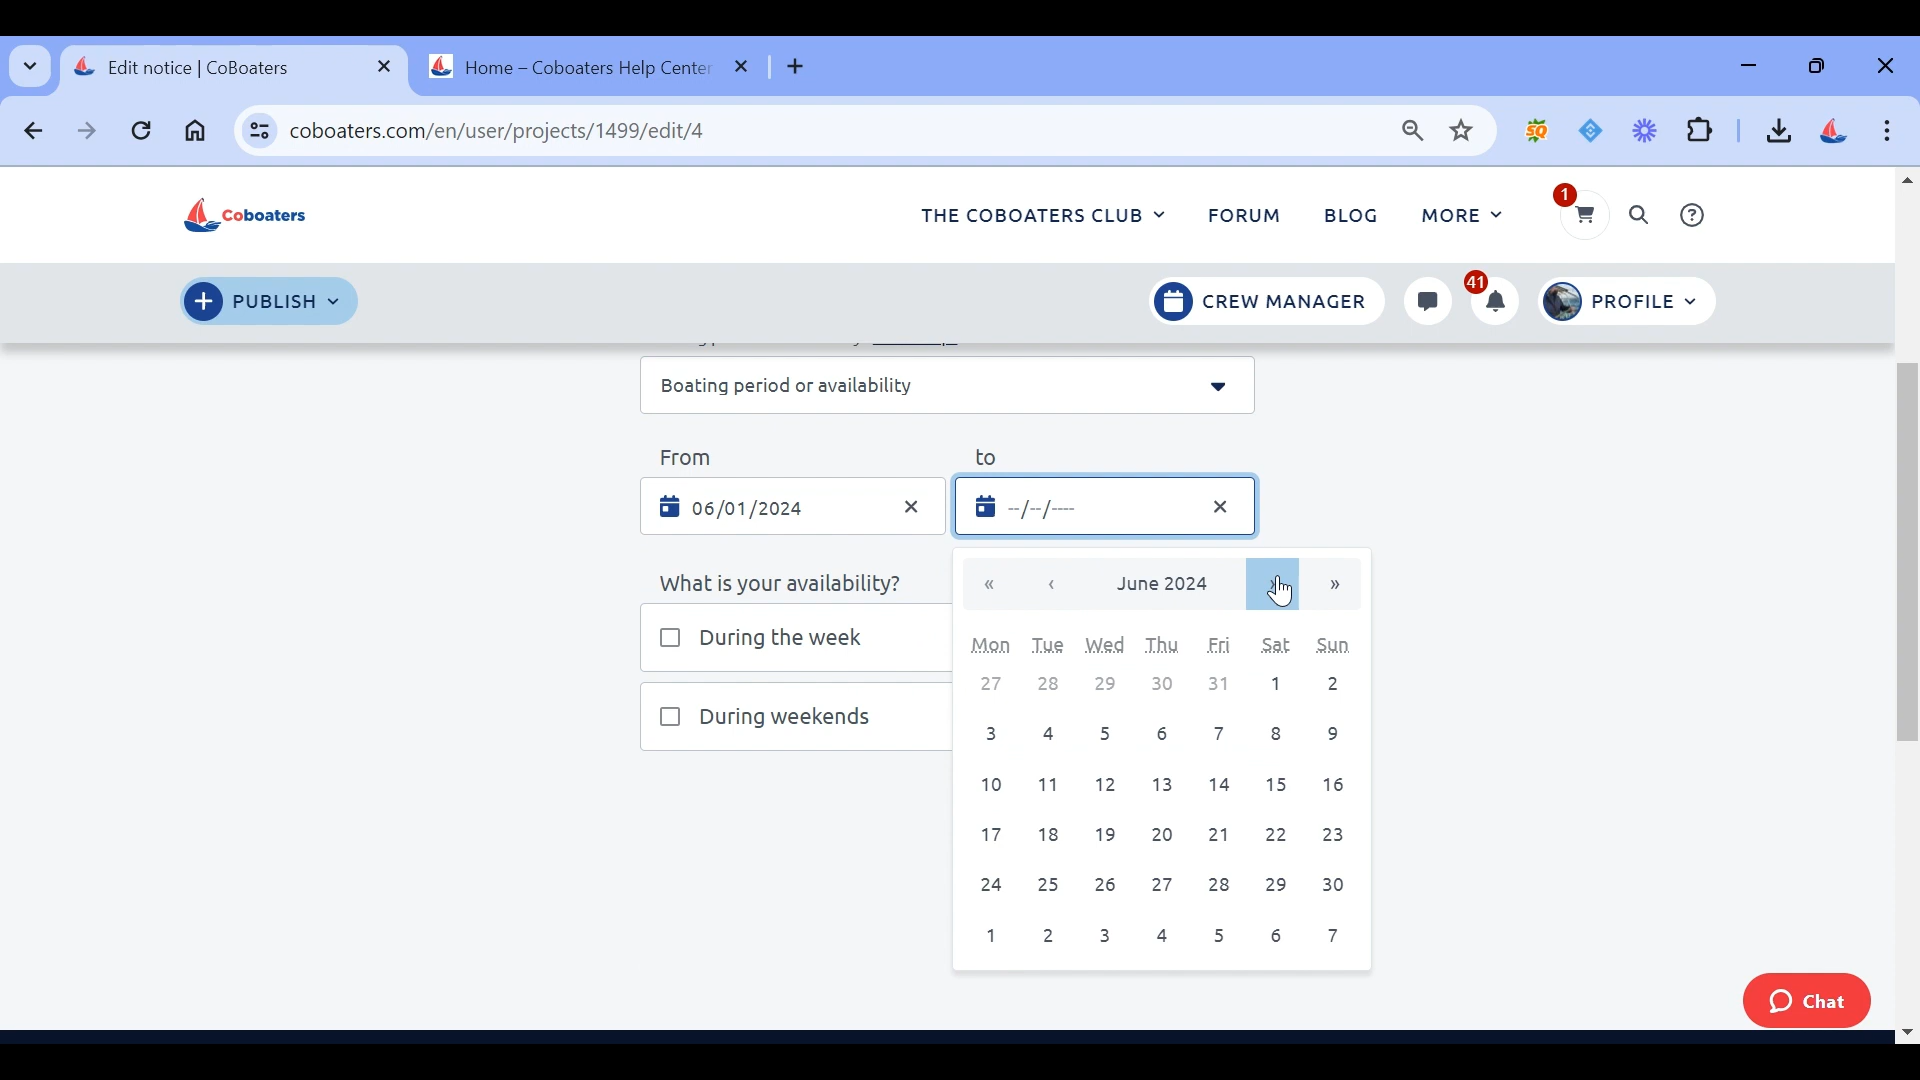 Edit notice | CoBoaters
Home – Coboaters Help Center
coboaters.com/en/user/projects/1499/edit/4
Coboaters
THE COBOATERS CLUB
FORUM
BLOG
MORE
1
PUBLISH
CREW MANAGER
41
PROFILE
Boating period or availability
From
to
06/01/2024
--/--/----
What is your availability?
« ‹ June 2024 › »
During the week
Mon Tue Wed Thu Fri Sat Sun
27 28 29 30 31 1 2
During weekends
3 4 5 6 7 8 9
10 11 12 13 14 15 16
17 18 19 20 21 22 23
24 25 26 27 28 29 30
1 2 3 4 5 6 7
Chat